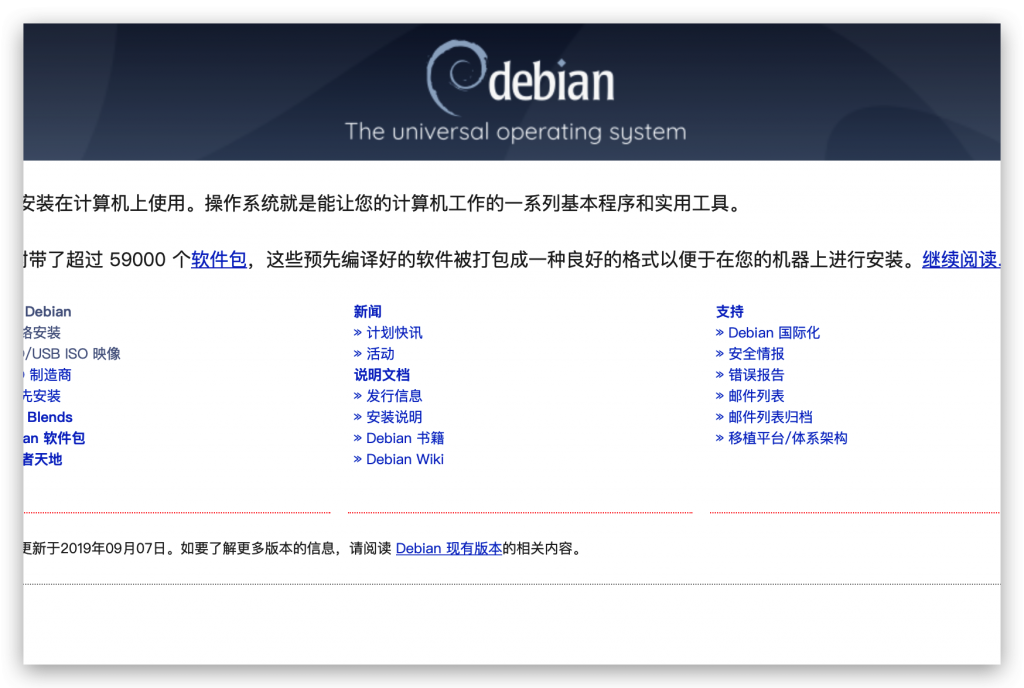 debian
The universal operating system
安装在计算机上使用。操作系统就是能让您的计算机工作的一系列基本程序和实用工具。
带了超过 59000 个软件包，这些预先编译好的软件被打包成一种良好的格式以便于在您的机器上进行安装。继续阅读
Debian
络安装
/USB ISO 映像
制造商
先安装
Blends
an 软件包
者天地
新闻
» 计划快讯
» 活动
说明文档
» 发行信息
» 安装说明
» Debian 书籍
» Debian Wiki
支持
» Debian 国际化
» 安全情报
» 错误报告
» 邮件列表
» 邮件列表归档
» 移植平台/体系架构
更新于2019年09月07日。如要了解更多版本的信息，请阅读 Debian 现有版本的相关内容。